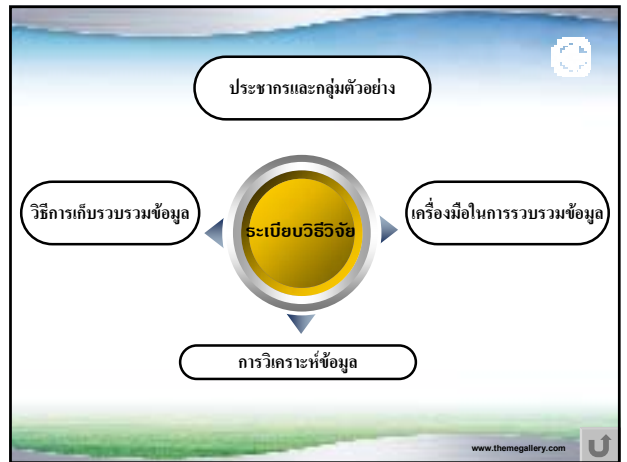 ประชากรและกลุ่มตัวอย่าง
วิธีการเก็บรวบรวมข้อมูล
ระเบียบวิธีวิจัย
เครื่องมือในการรวบรวมข้อมูล
การวิเคราะห์ข้อมูล
www.themegallery.com